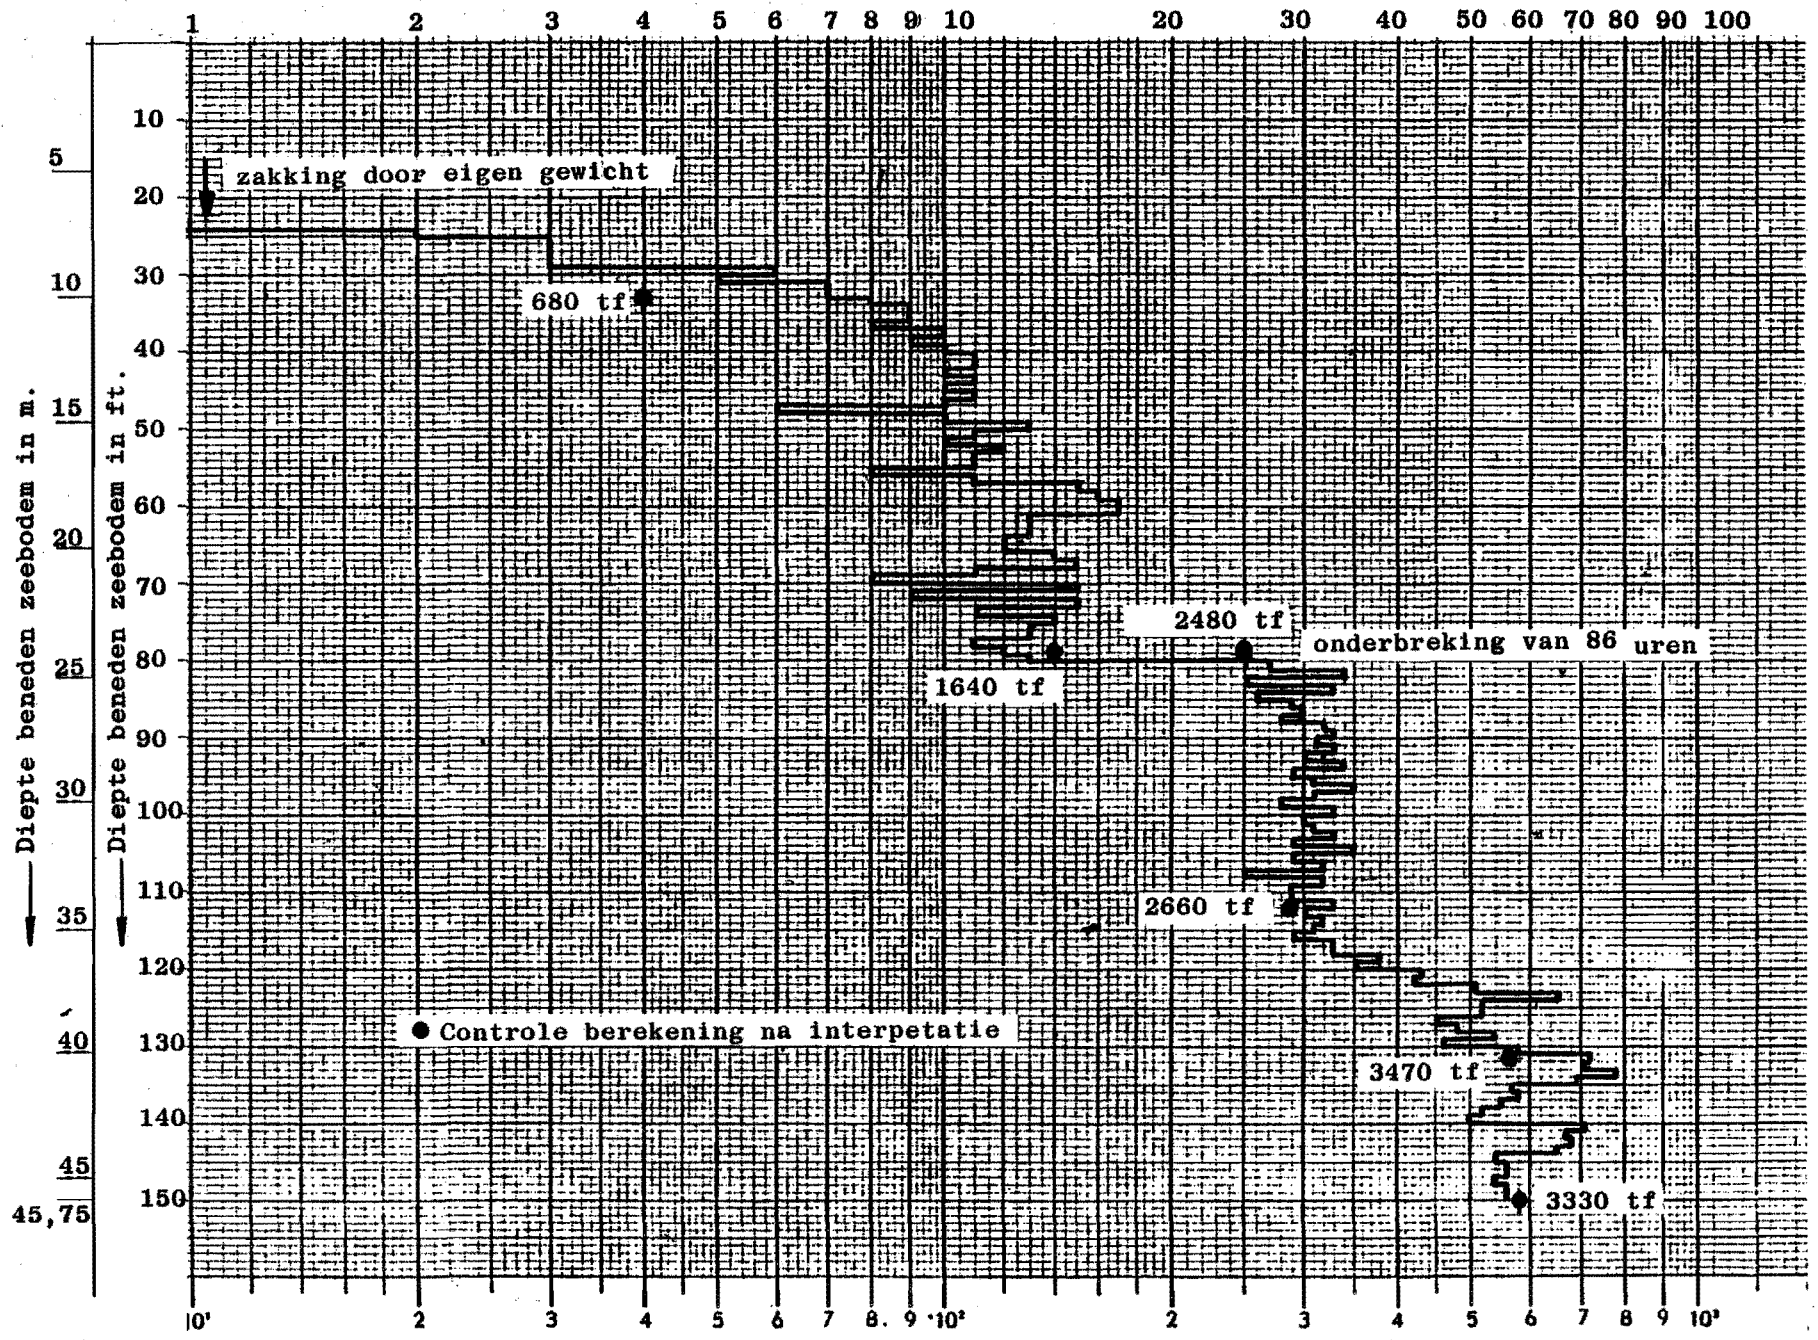 1 2 3 4 5 6 7 8 9 10 20 30 40 50 60 70 80 90 100
10
5
zakking door eigen gewicht
20
30
10
680 tf
40
15
50
60
20
70
2480 tf
onderbreking van 86 uren
80
25
1640 tf
90
30
100
110
2660 tf
35
120
Controle berekening na interpetatie
40
130
3470 tf
140
45
150
3330 tf
45,75
Diepte beneden zeebodem in m.
Diepte beneden zeebodem in ft.
10¹ 2 3 4 5 6 7 8. 9 10² 2 3 4 5 6 7 8 9 10³